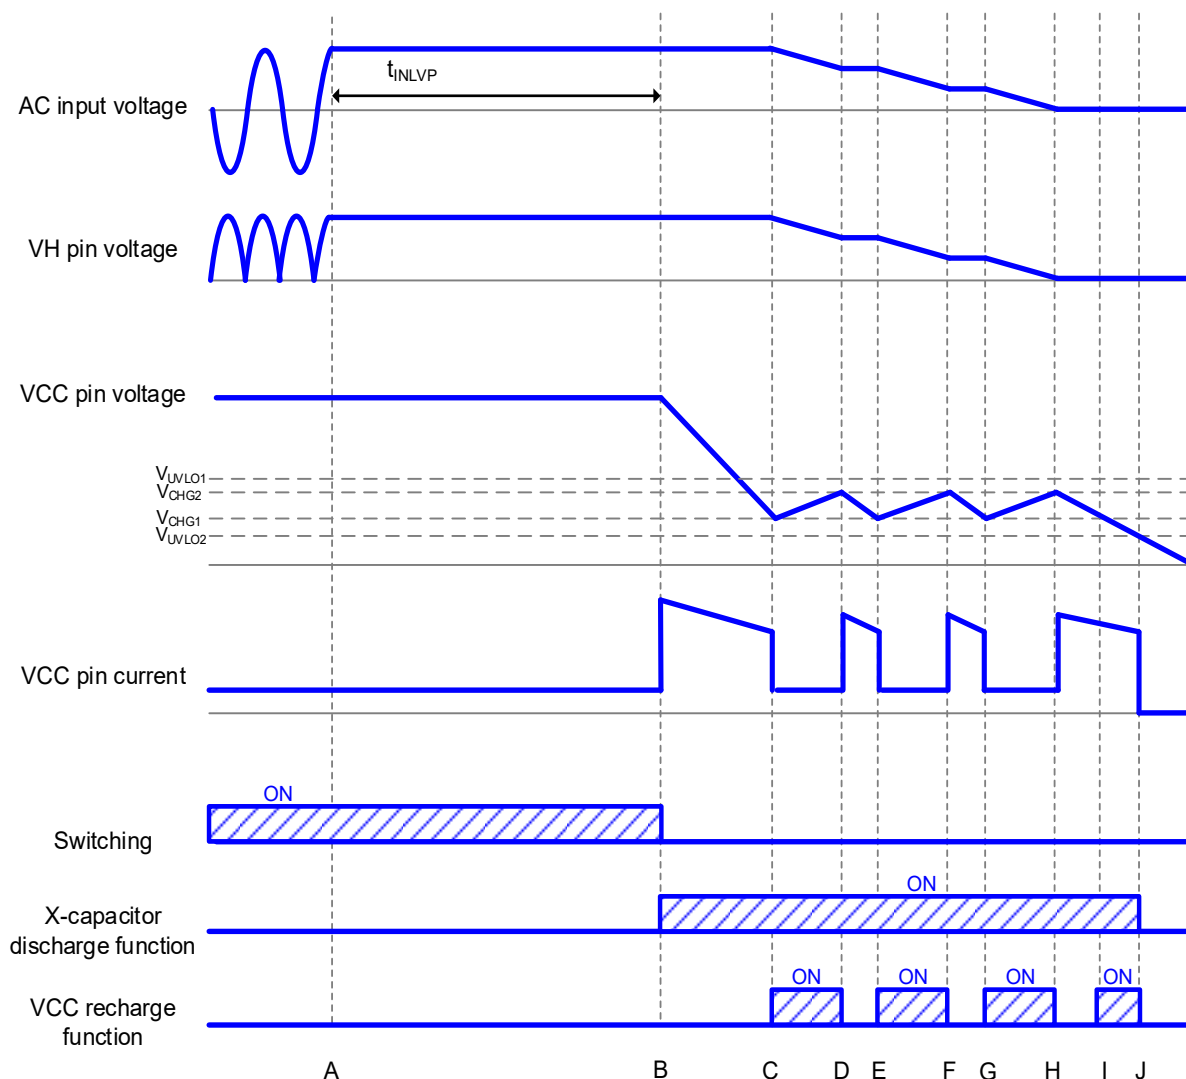 AC input voltage
tINLVP
VH pin voltage
VCC pin voltage
VUVLO1
VCHG2
VCHG1
VUVLO2
VCC pin current
ON
Switching
ON
X-capacitor
discharge function
ON ON ON ON
VCC recharge
function
A B C D E F G H I J